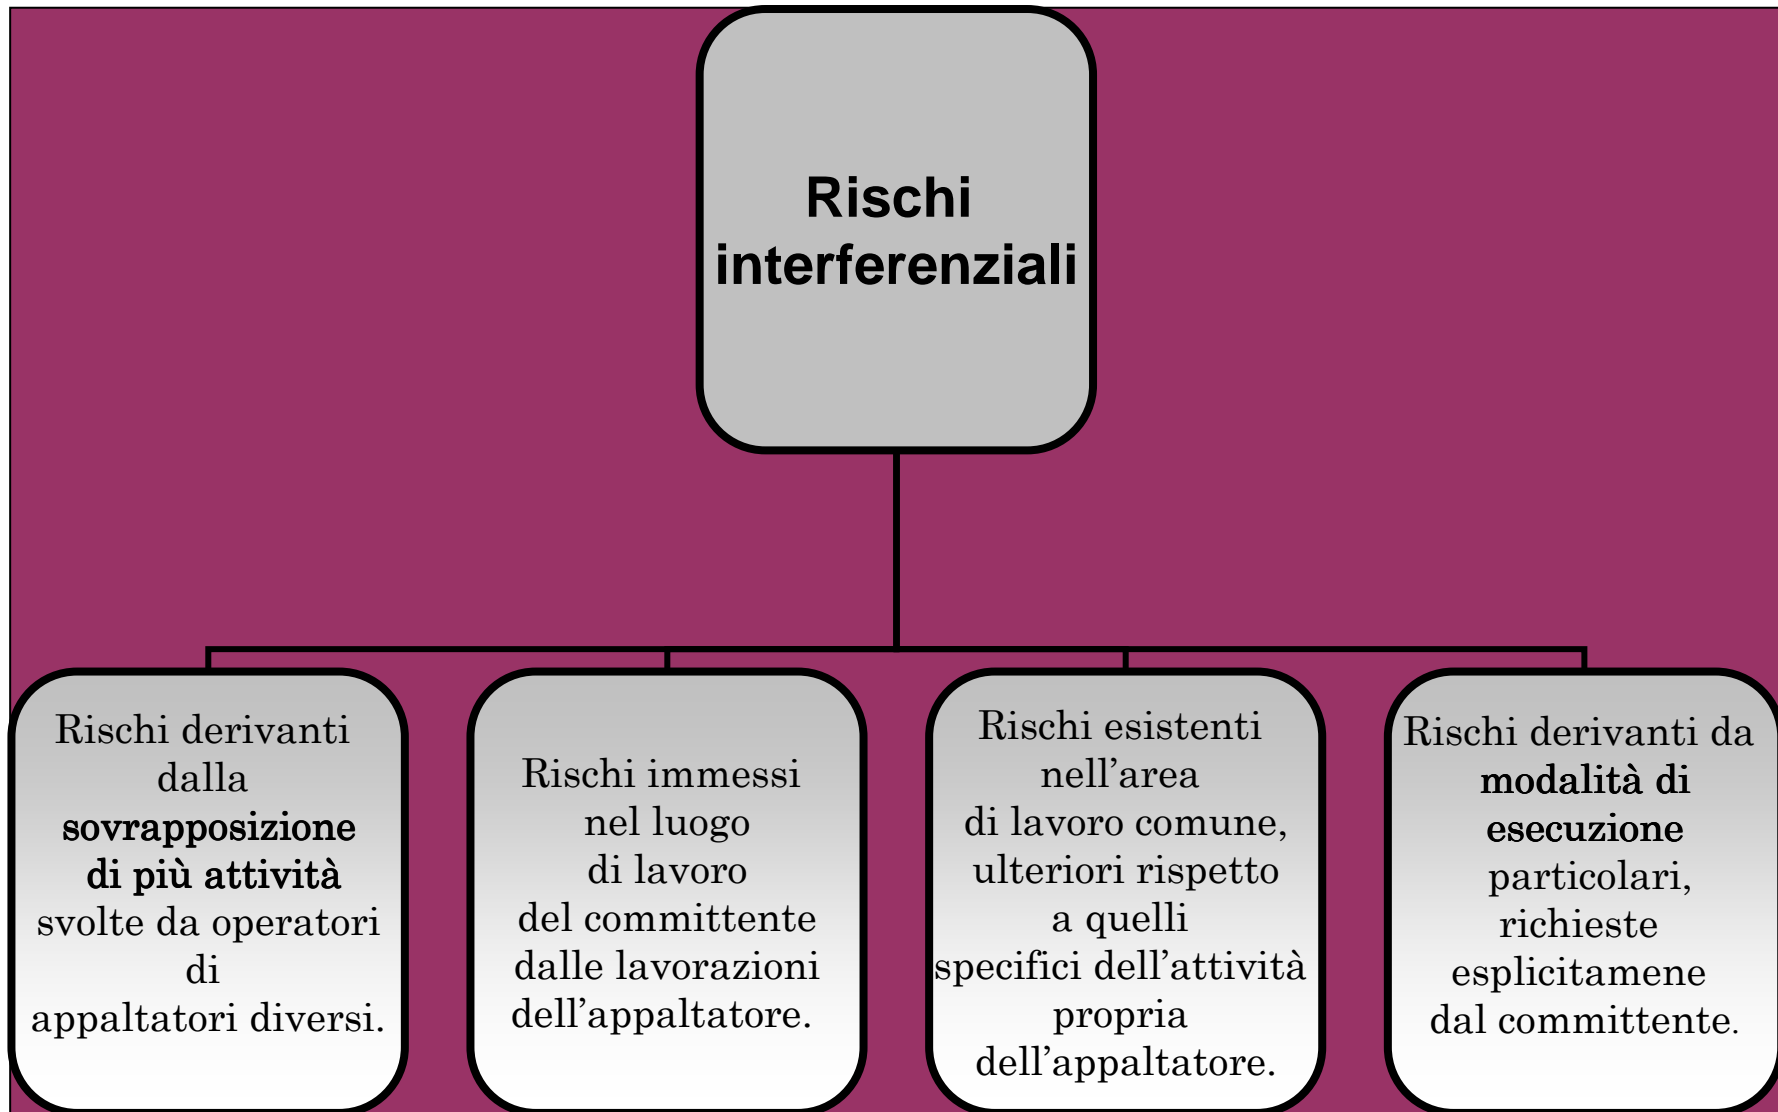 Rischi
interferenziali
Rischi derivanti
dalla
sovrapposizione
di più attività
svolte da operatori
di
appaltatori diversi.
Rischi immessi
nel luogo
di lavoro
del committente
dalle lavorazioni
dell’appaltatore.
Rischi esistenti
nell’area
di lavoro comune,
ulteriori rispetto
a quelli
specifici dell’attività
propria
dell’appaltatore.
Rischi derivanti da
modalità di
esecuzione
particolari,
richieste
esplicitamene
dal committente.